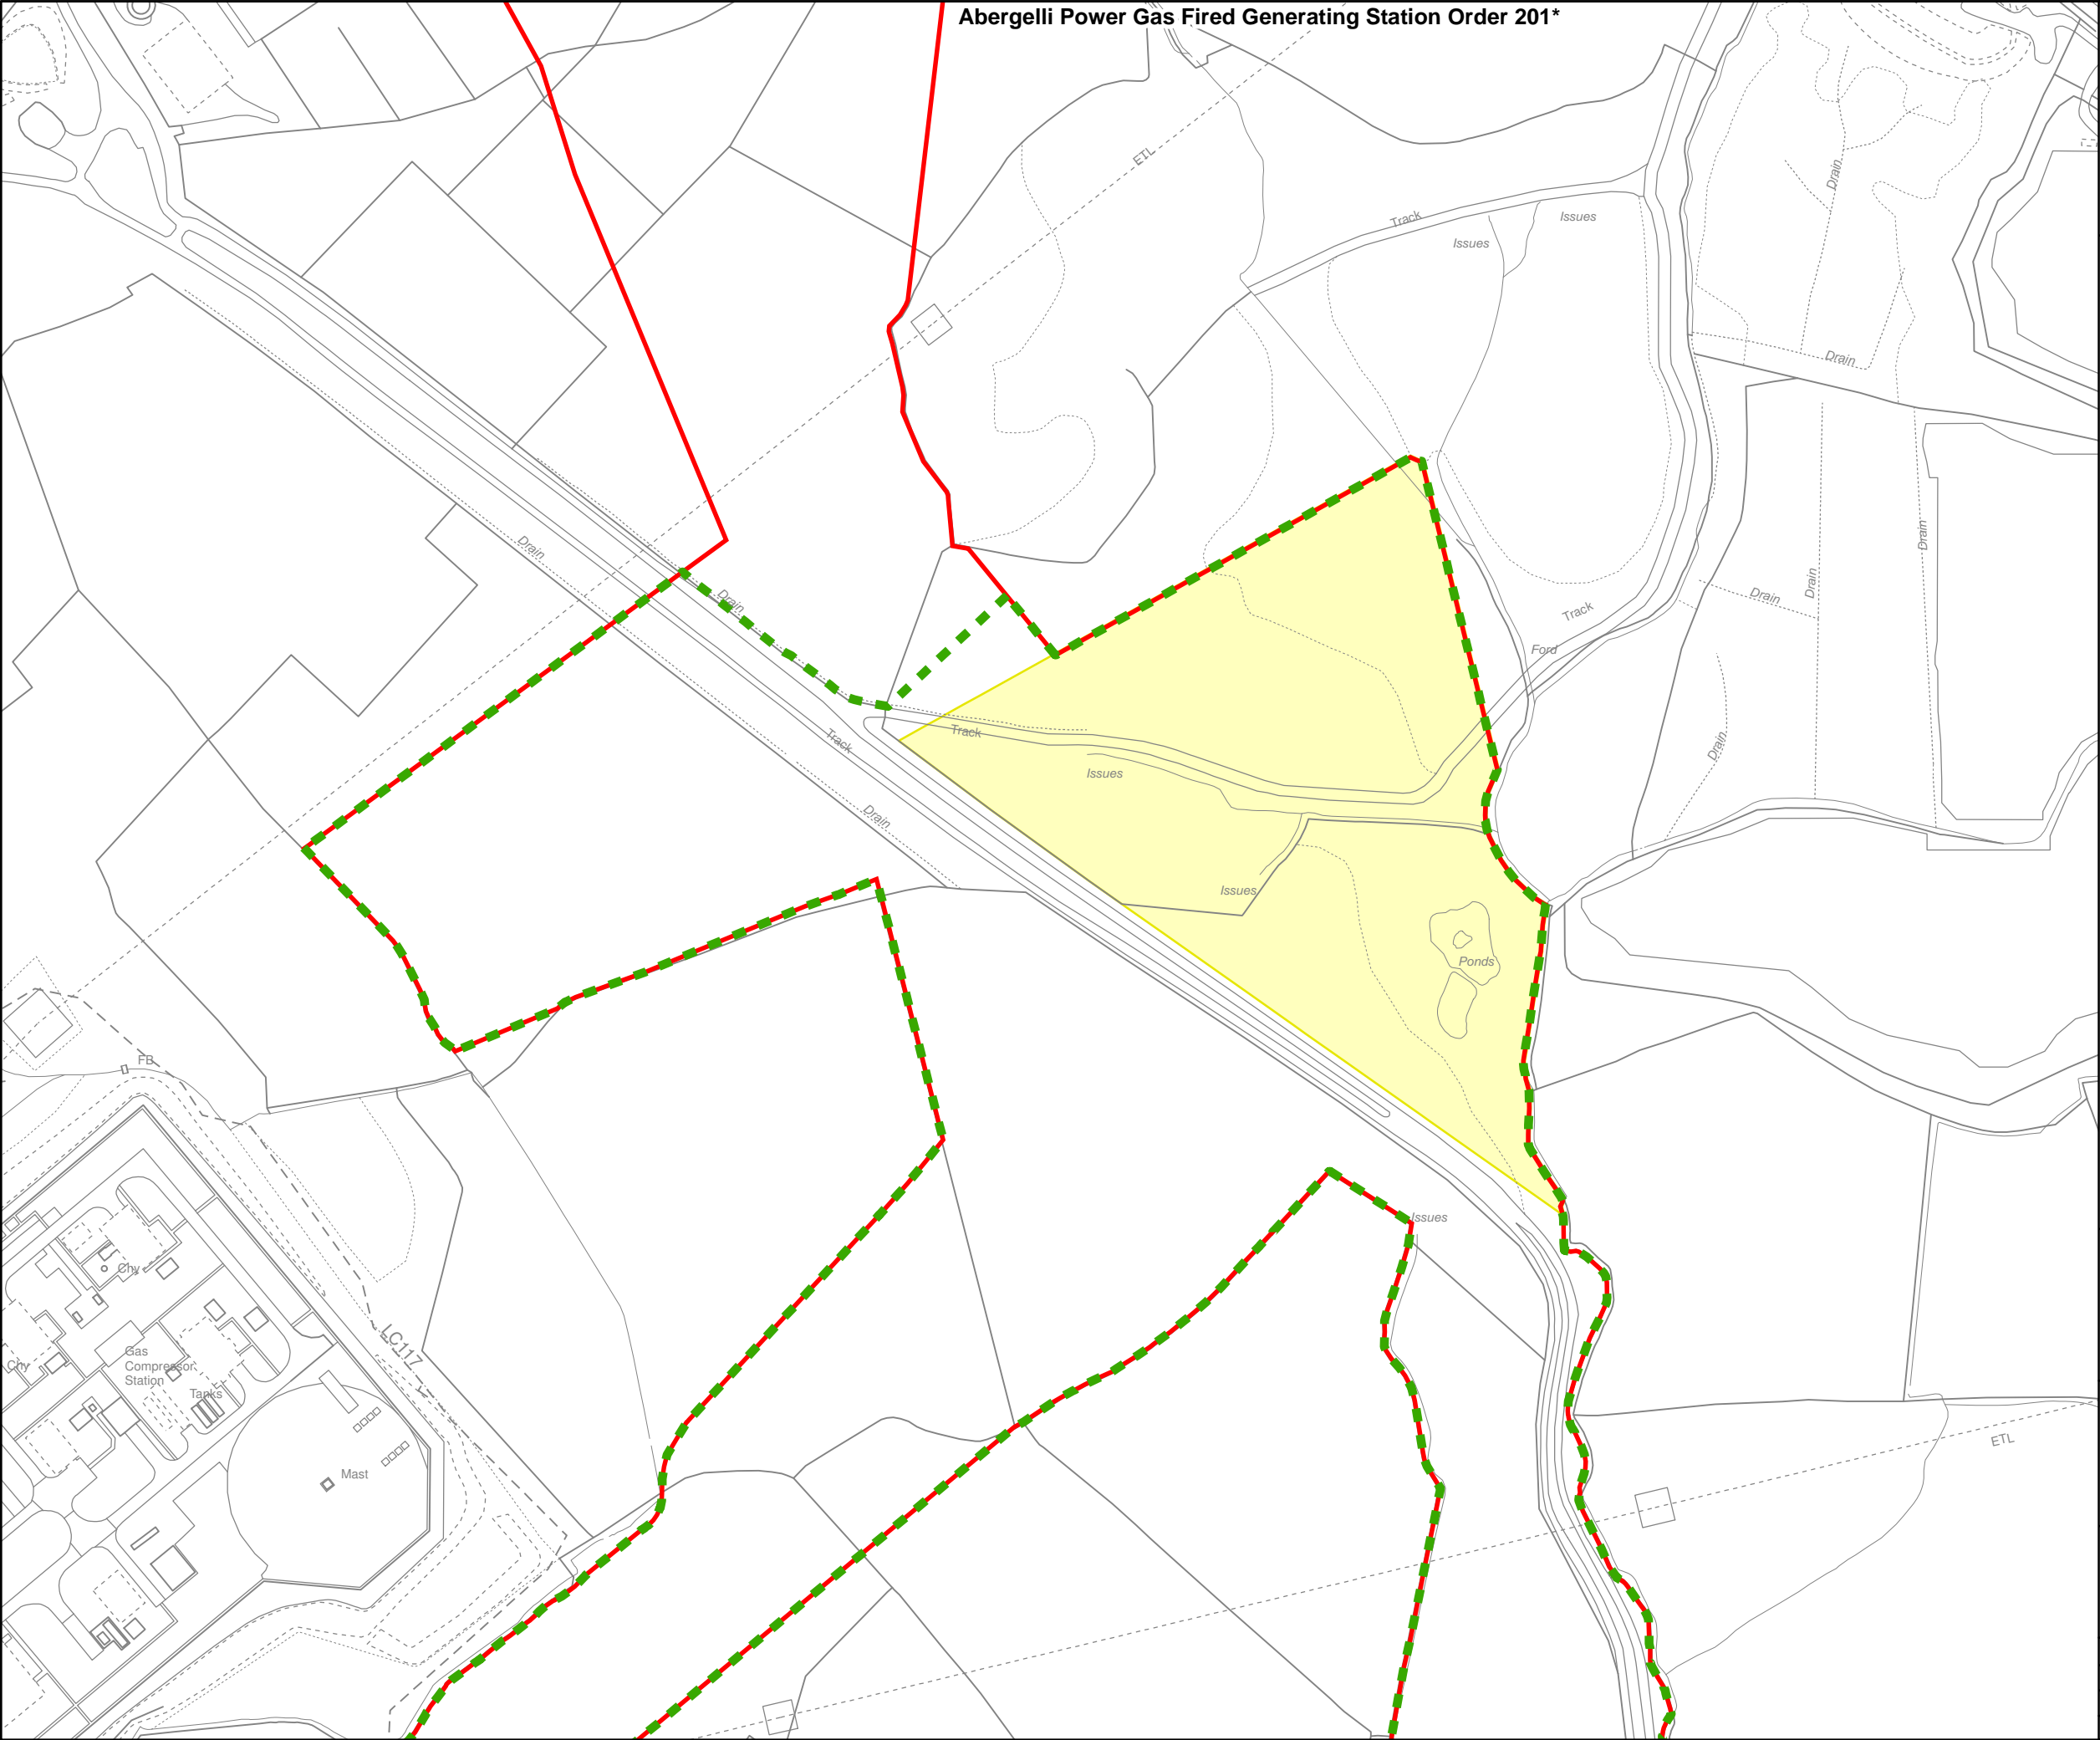 Abergelli Power Gas Fired Generating Station Order 201*
ETL
Drain
Track
Issues
Issues
Drain
Drain
Drain
Drain
Drain
Drain
Drain
Track
Ford
Track
Track
Drain
Issues
Drain
Issues
Ponds
FB
Issues
Chy
LC117
Gas
Compressor
Station
Chy
Tanks
Mast
ETL